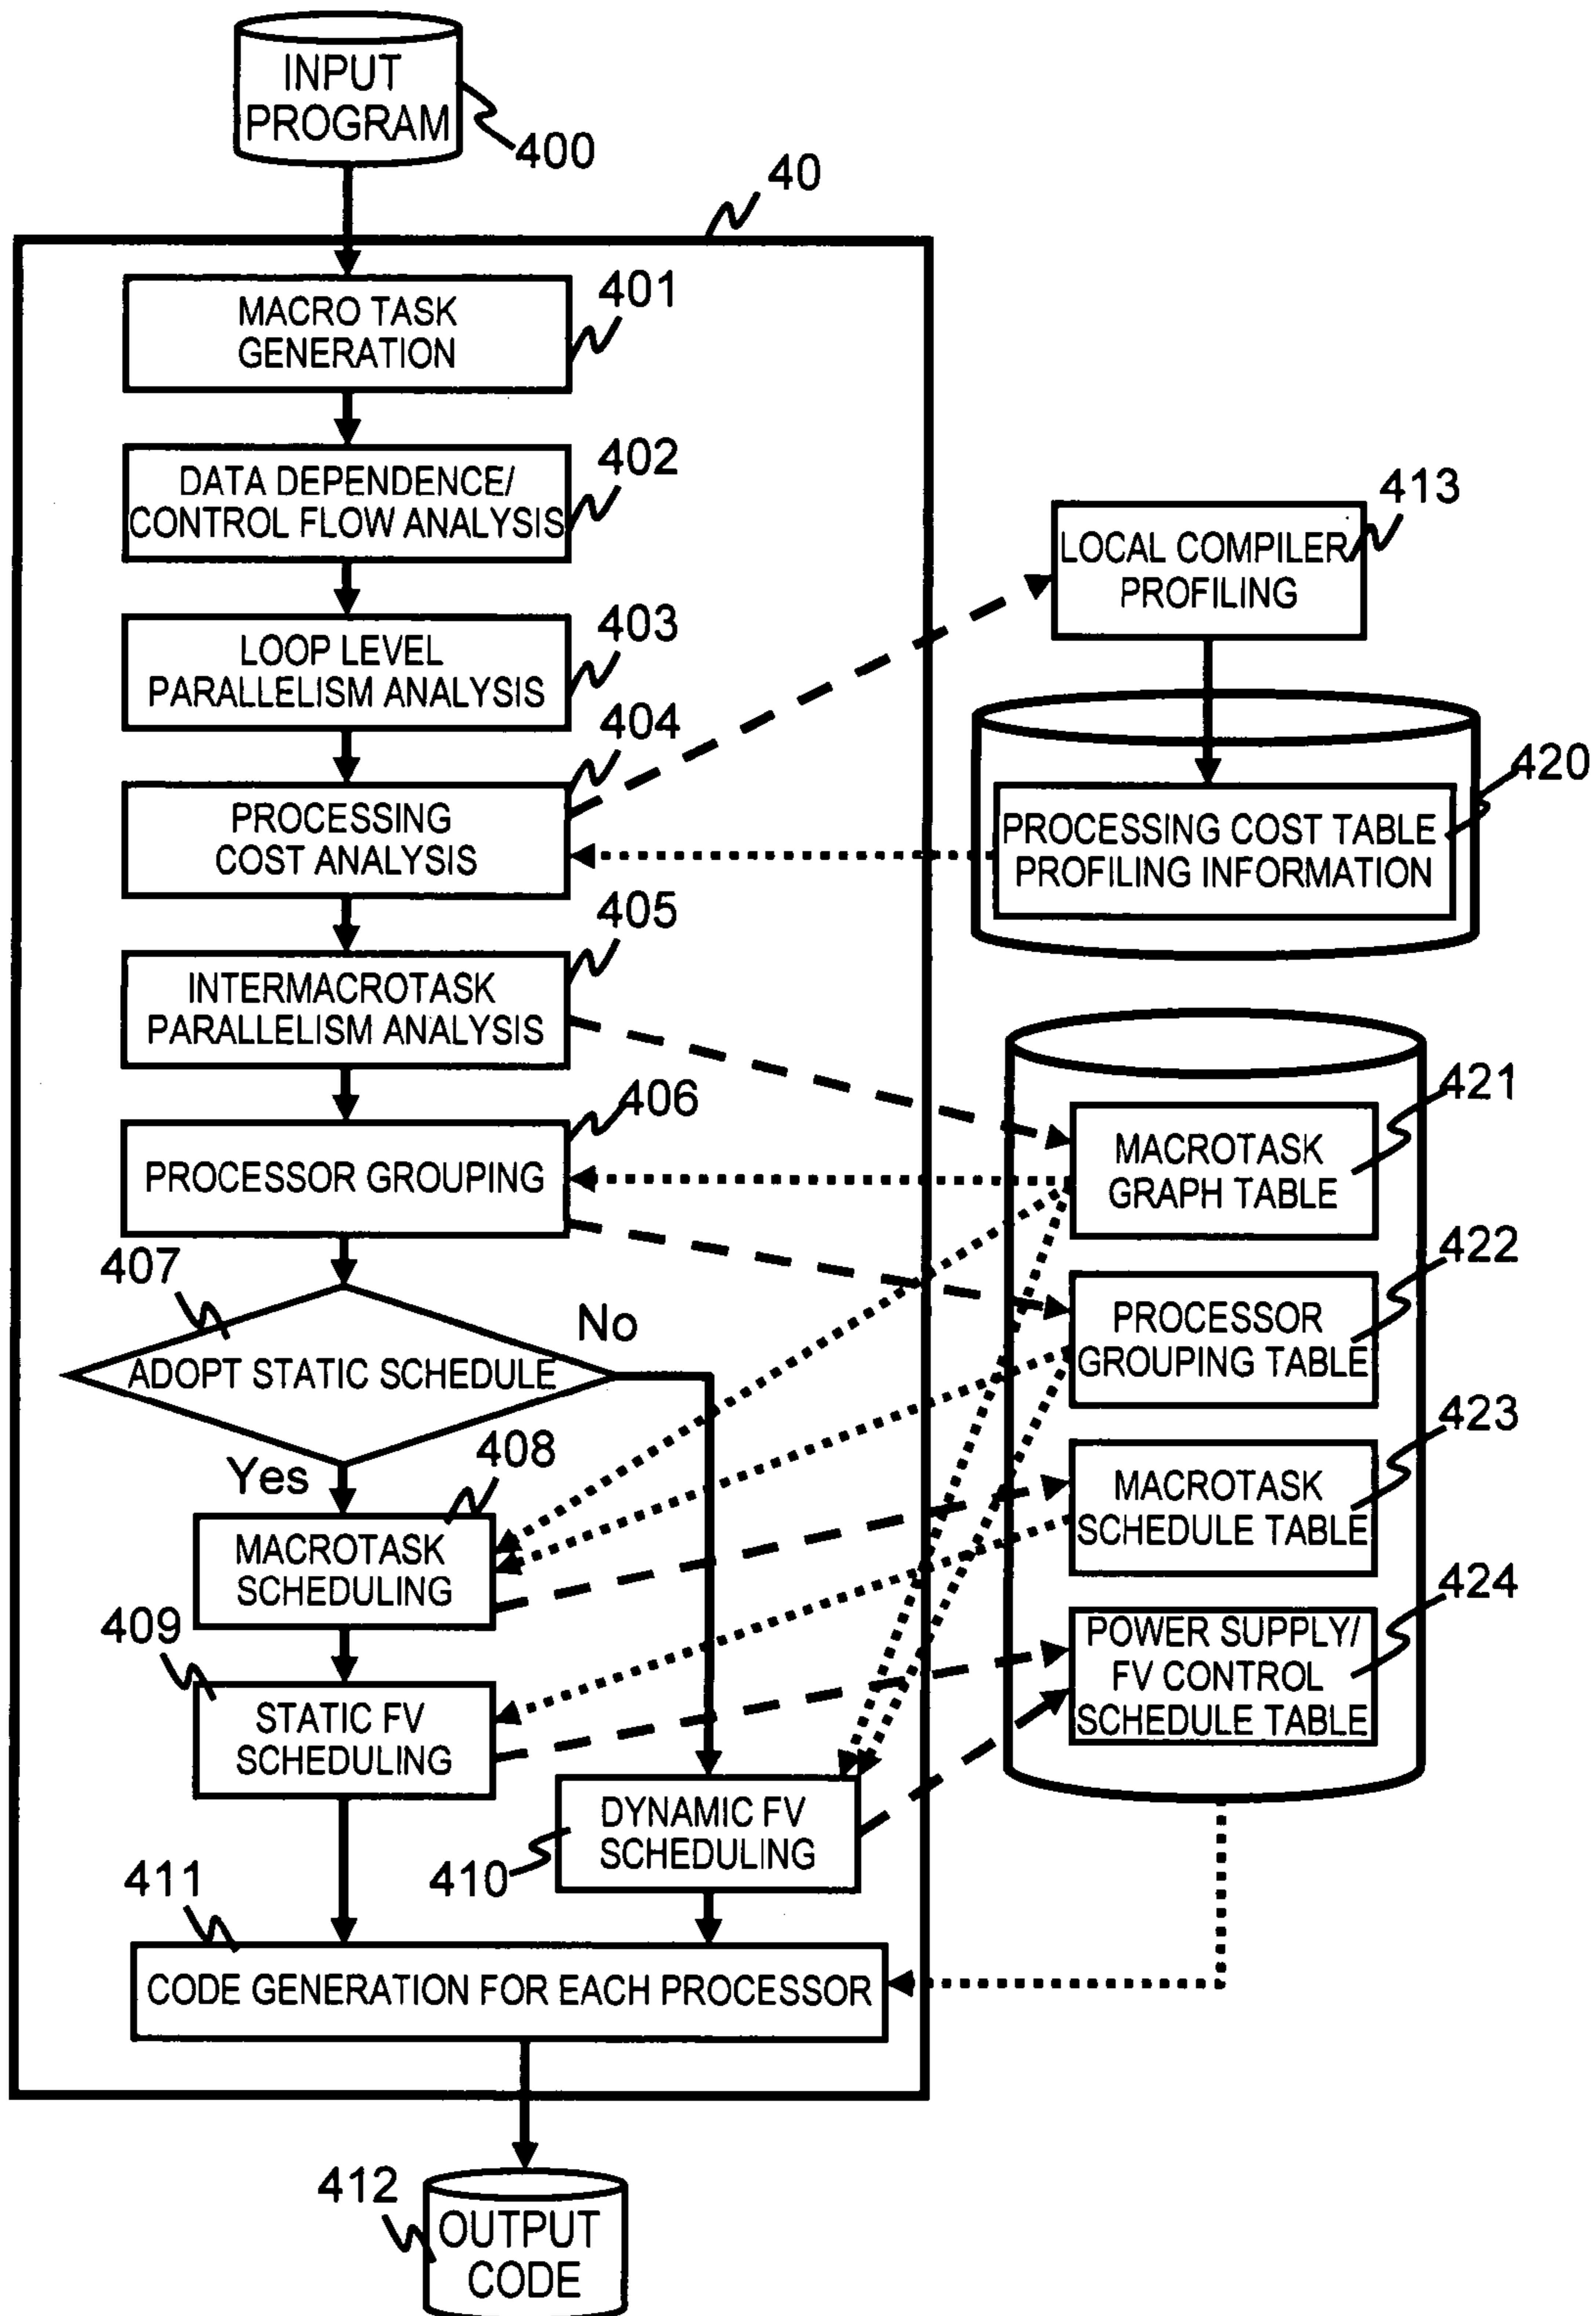 INPUT
PROGRAM
400
40
MACRO TASK
GENERATION
401
DATA DEPENDENCE/
CONTROL FLOW ANALYSIS
402
LOCAL COMPILER
PROFILING
413
LOOP LEVEL
PARALLELISM ANALYSIS
403
PROCESSING
COST ANALYSIS
404
PROCESSING COST TABLE
PROFILING INFORMATION
420
INTERMACROTASK
PARALLELISM ANALYSIS
405
MACROTASK
GRAPH TABLE
421
PROCESSOR GROUPING
406
PROCESSOR
GROUPING TABLE
422
407
ADOPT STATIC SCHEDULE
No
Yes
MACROTASK
SCHEDULE TABLE
423
MACROTASK
SCHEDULING
408
POWER SUPPLY/
FV CONTROL
SCHEDULE TABLE
424
409
STATIC FV
SCHEDULING
DYNAMIC FV
SCHEDULING
410
411
CODE GENERATION FOR EACH PROCESSOR
412
OUTPUT
CODE